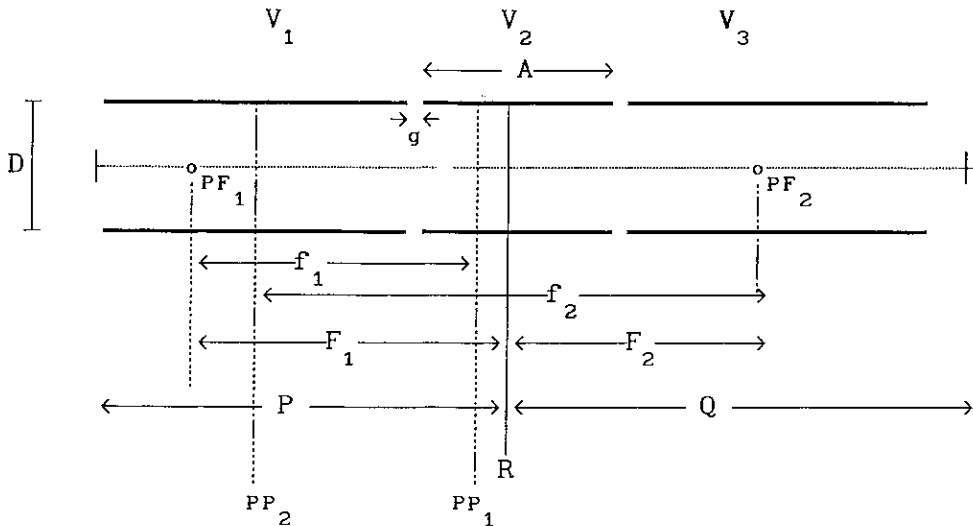 V₁ V₂ V₃
A
g
D
PF₁ PF₂
f₁
f₂
F₁ F₂
P Q
R
PP₂ PP₁